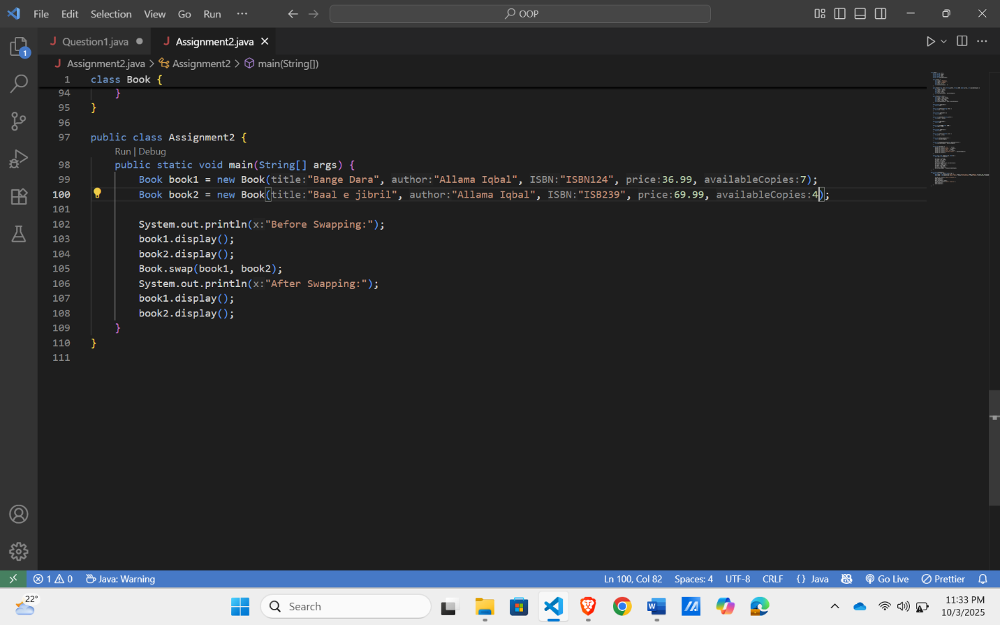 File Edit Selection View Go Run ··· OOP
Question1.java Assignment2.java
Assignment2.java > Assignment2 > main(String[])
1 class Book {
94 }
95 }
96
97 public class Assignment2 {
Run | Debug
98 public static void main(String[] args) {
99 Book book1 = new Book(title:"Bange Dara", author:"Allama Iqbal", ISBN:"ISBN124", price:36.99, availableCopies:7);
100 Book book2 = new Book(title:"Baal e jibril", author:"Allama Iqbal", ISBN:"ISB239", price:69.99, availableCopies:4);
101
102 System.out.println(x:"Before Swapping:");
103 book1.display();
104 book2.display();
105 Book.swap(book1, book2);
106 System.out.println(x:"After Swapping:");
107 book1.display();
108 book2.display();
109 }
110 }
111
1
1 0 Java: Warning Ln 100, Col 82 Spaces: 4 UTF-8 CRLF {} Java Go Live Prettier
22° Search 11:33 PM
10/3/2025